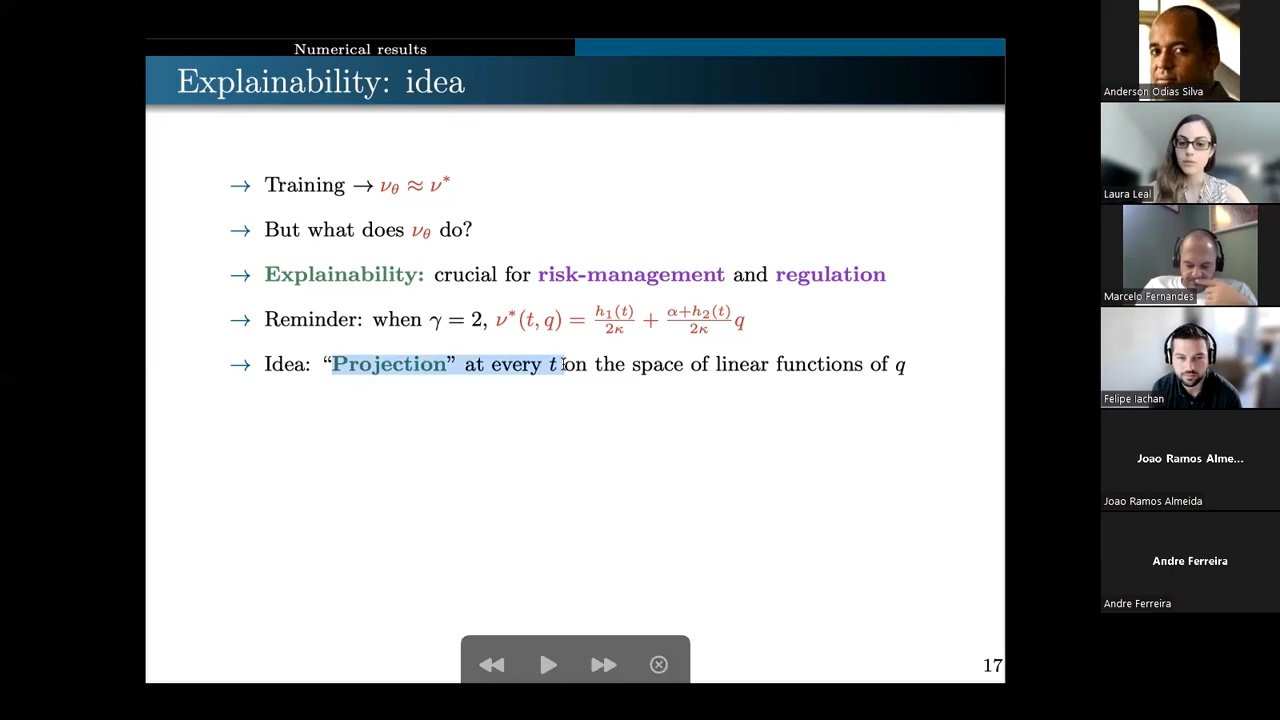 Numerical results
Explainability: idea
→ Training → ν_θ ≈ ν*
→ But what does ν_θ do?
→ Explainability: crucial for risk-management and regulation
→ Reminder: when γ = 2, ν*(t, q) = h₁(t)/2κ + α+h₂(t)/2κ q
→ Idea: “Projection” at every t on the space of linear functions of q
17
Anderson Odias Silva
Laura Leal
Marcelo Fernandes
Felipe Iachan
Joao Ramos Alme...
Joao Ramos Almeida
Andre Ferreira
Andre Ferreira